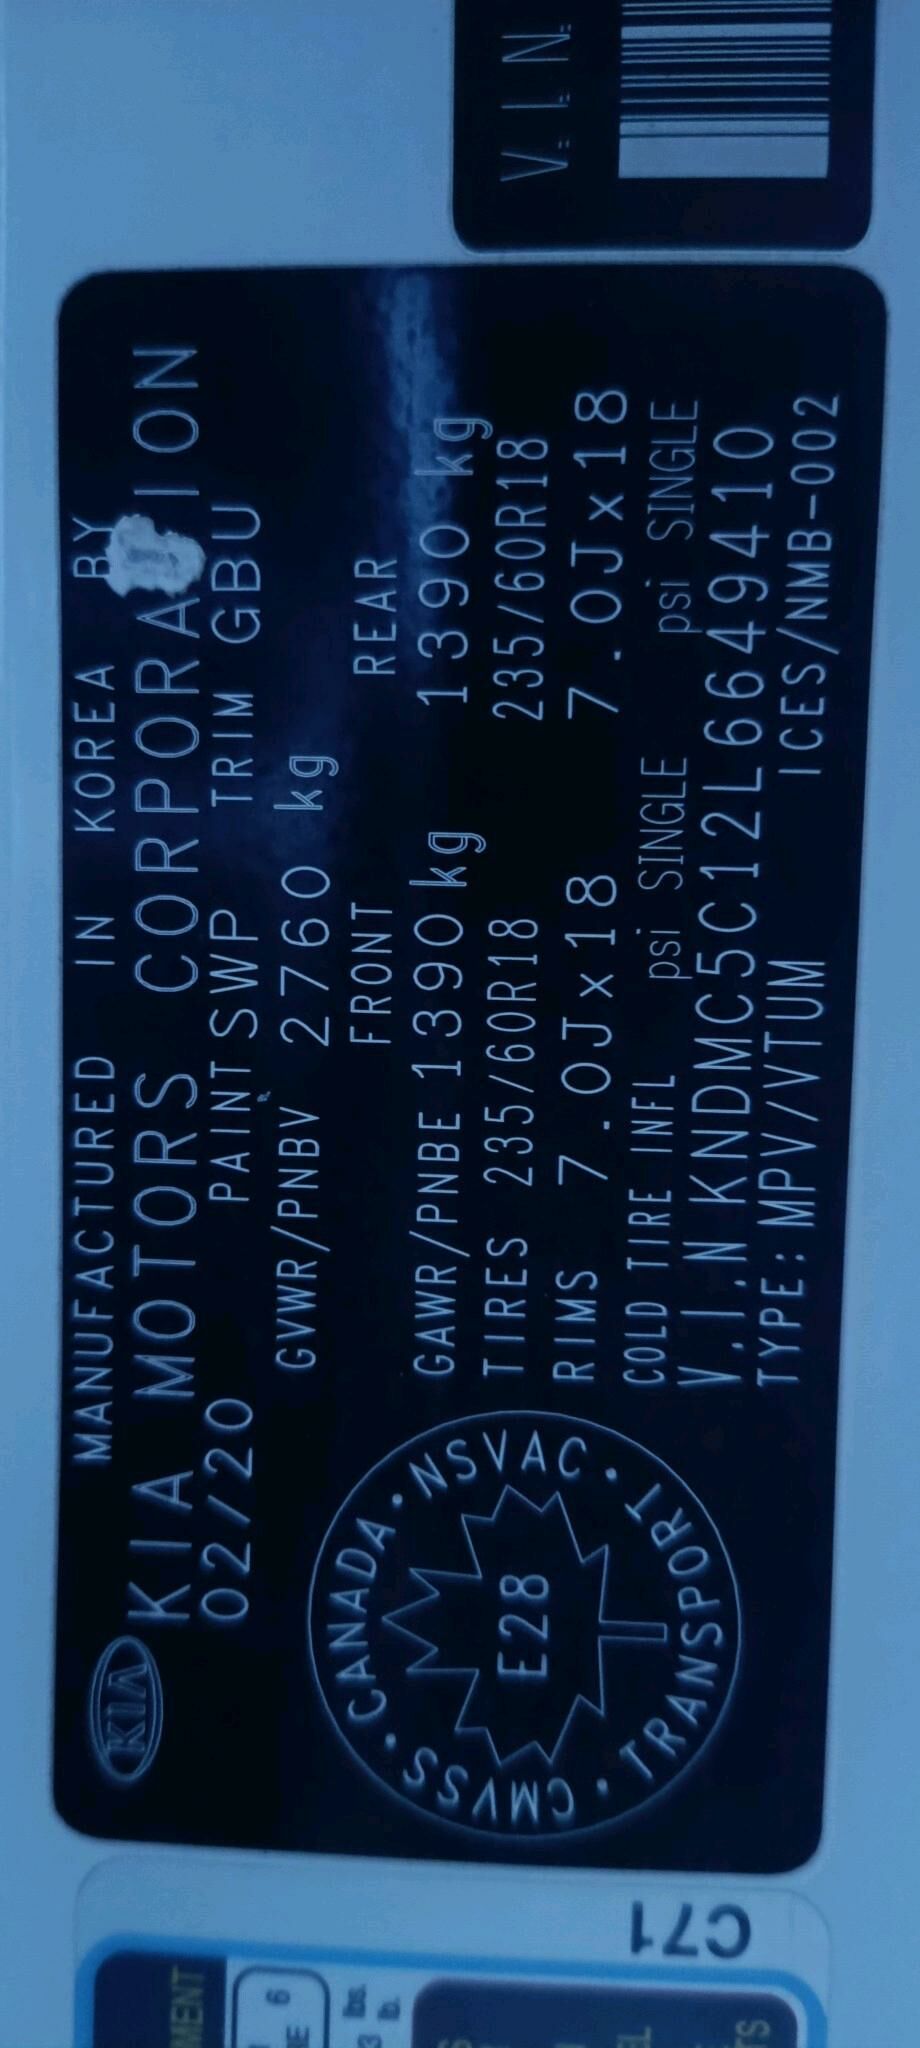 MANUFACTURED IN KOREA BY
KIA MOTORS CORPORA ION
02/20 PAINT SWP TRIM GBU
GVWR/PNBV 2760 kg
FRONT REAR
GAWR/PNBE 1390 kg 1390 kg
TIRES 235/60R18 235/60R18
RIMS 7.0J x 18 7.0J x 18
COLD TIRE INFL psi SINGLE psi SINGLE
V.I.N KNDMC5C12L6649410
TYPE: MPV/VTUM ICES/NMB-002
KIA
CANADA • NSVAC • TRANSPORT • CMVSS •
E28
V.I.N.
C71
6
lbs.